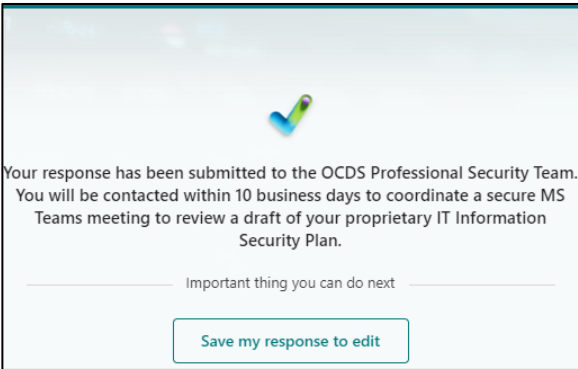 Your response has been submitted to the OCDS Professional Security Team.
You will be contacted within 10 business days to coordinate a secure MS
Teams meeting to review a draft of your proprietary IT Information
Security Plan.
Important thing you can do next
Save my response to edit